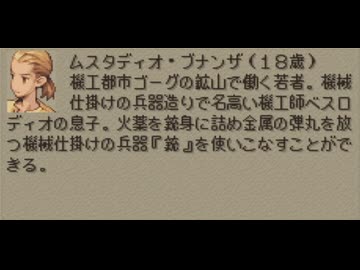 ムスタディオ・ブナンザ（１８歳）
機工都市ゴーグの鉱山で働く若者。機械
仕掛けの兵器造りで名高い機工師ベスロ
ディオの息子。火薬を銃身に詰め金属の弾丸を放
つ機械仕掛けの兵器『銃』を使いこなすことがで
きる。